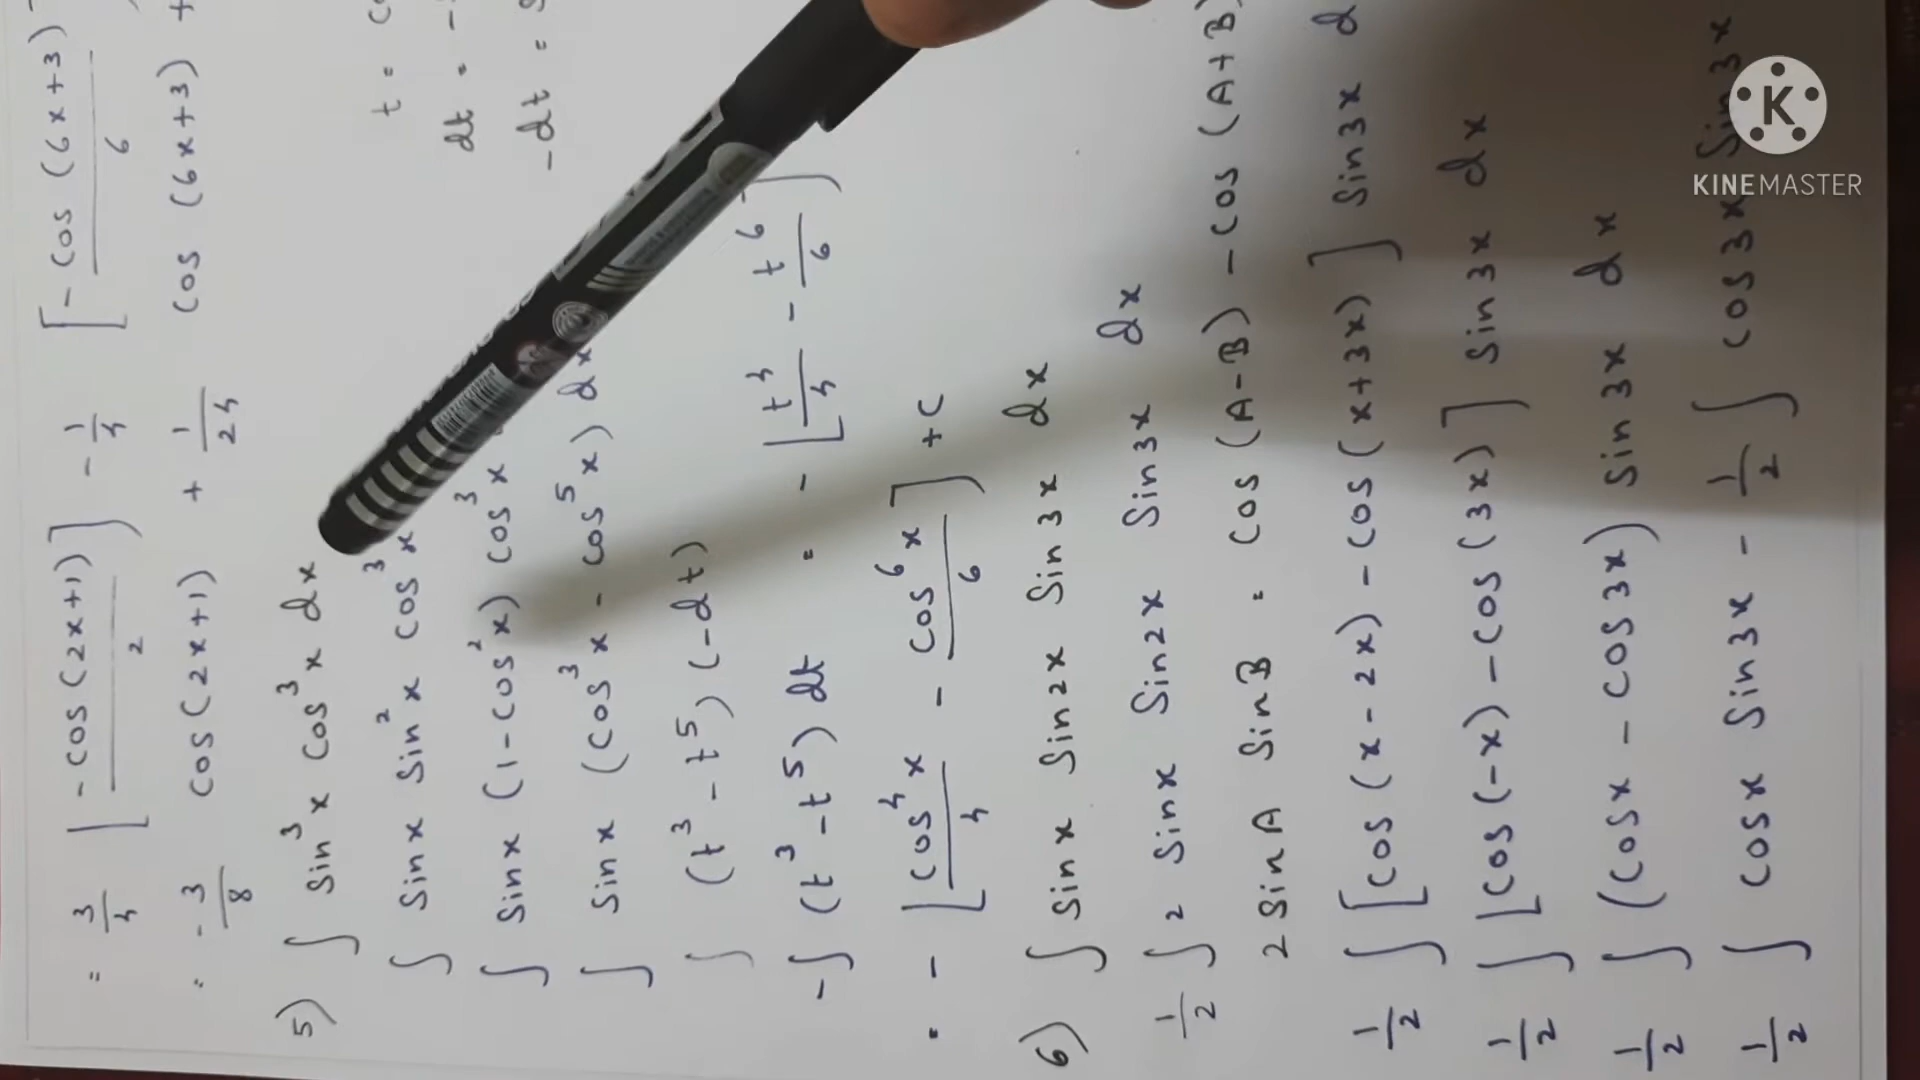 = 3/4 [-cos(2x+1)/2] - 1/4 [-cos(6x+3)/6]
= -3/8 cos(2x+1) + 1/24 cos(6x+3) +
5) ∫ sin³x cos³x dx
∫ sinx sin²x cos³x
t =
∫ sinx (1-cos²x) cos³x
dt = -
∫ sinx (cos³x - cos⁵x) dx
-dt =
∫ (t³-t⁵) (-dt)
-∫ (t³-t⁵) dt = - [t⁴/4 - t⁶/6]
= - [cos⁴x/4 - cos⁶x/6] +c
6) ∫ sinx sin2x sin3x dx
1/2 ∫ 2 sinx sin2x sin3x dx
2 sinA sinB = cos(A-B) - cos(A+B)
1/2 ∫ [cos(x-2x) - cos(x+3x)] sin3x d
1/2 ∫ [cos(-x) - cos(3x)] sin3x dx
1/2 ∫ (cosx - cos3x) sin3x dx
1/2 ∫ cosx sin3x - 1/2 ∫ cos3x sin3x
K
KINEMASTER